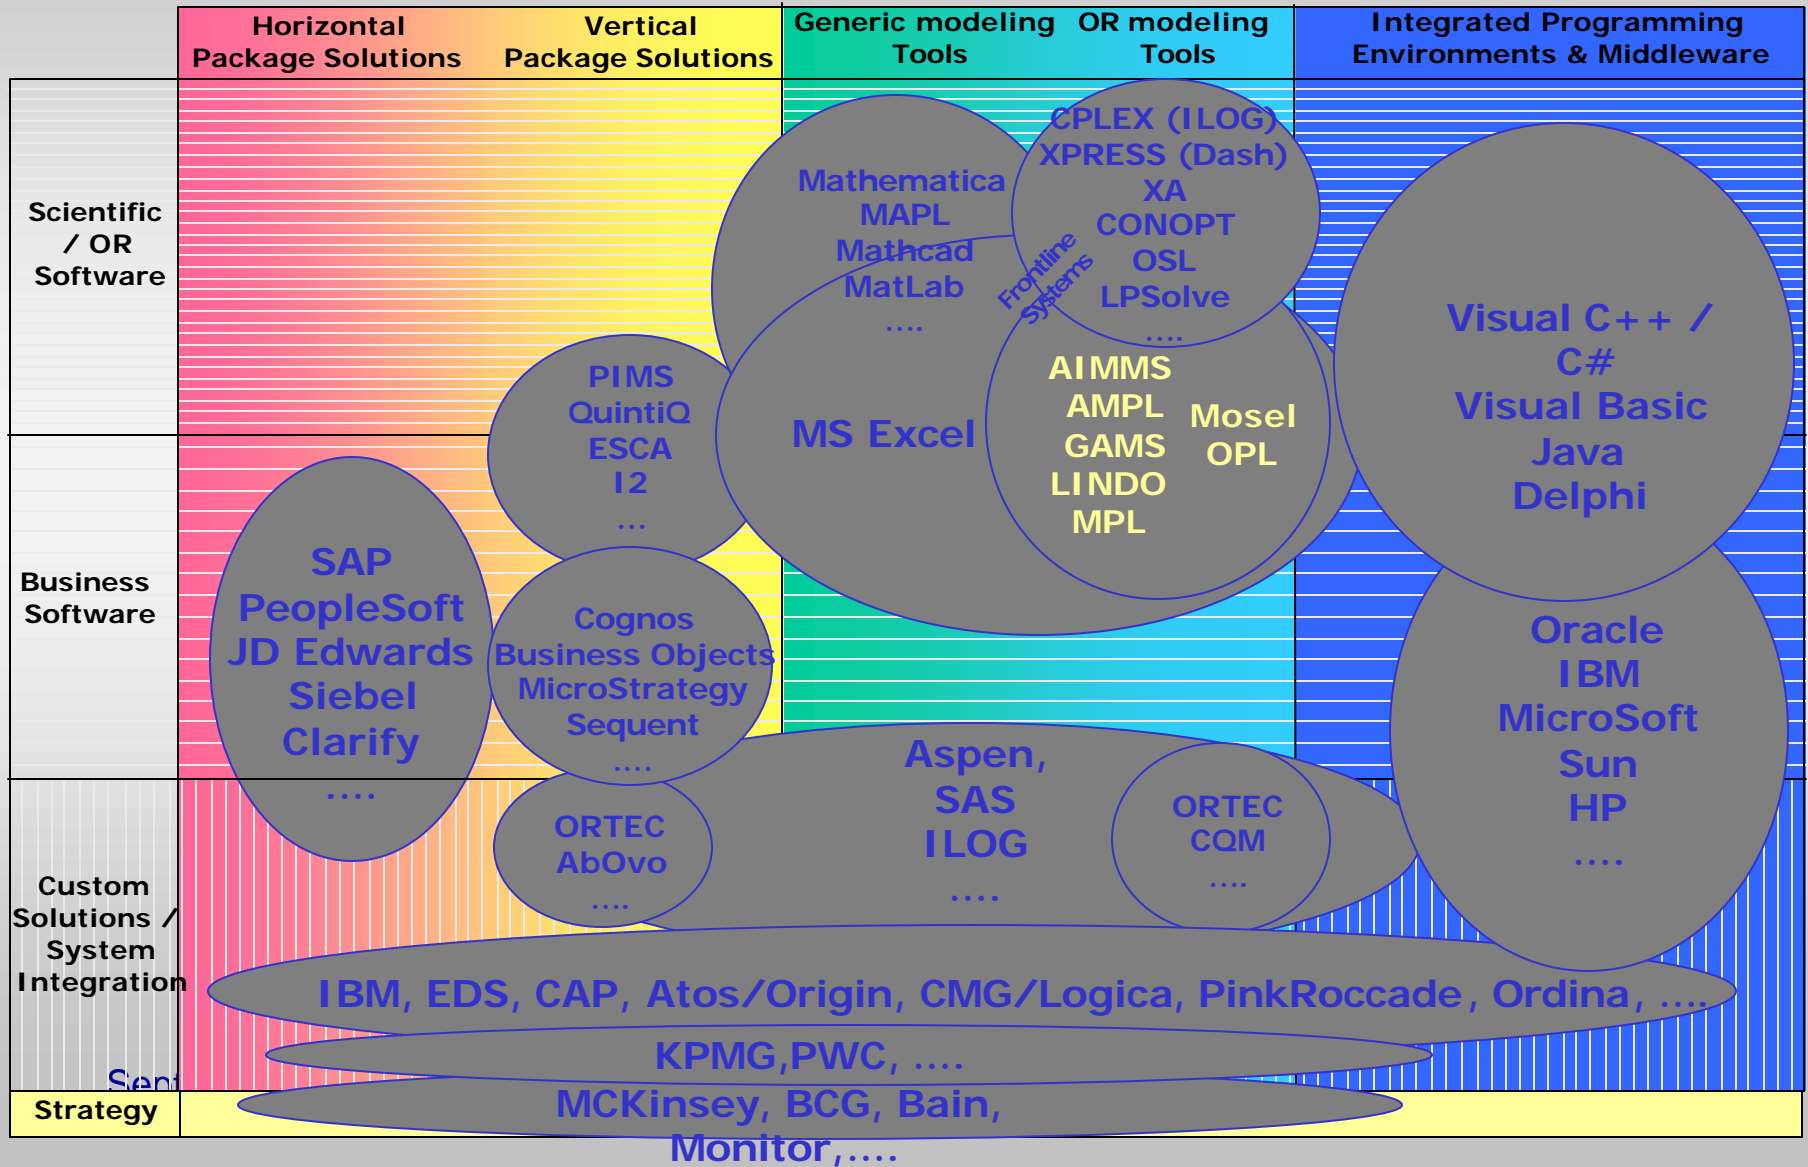 Horizontal
Package Solutions
Vertical
Package Solutions
Generic modeling
Tools
OR modeling
Tools
Integrated Programming
Environments & Middleware
Scientific
/ OR
Software
Business
Software
Custom
Solutions /
System
Integration
Strategy
Mathematica
MAPL
Mathcad
MatLab
....
CPLEX (ILOG)
XPRESS (Dash)
XA
CONOPT
OSL
LPSolve
....
Frontline
Systems
PIMS
QuintiQ
ESCA
I2
...
MS Excel
AIMMS
AMPL
GAMS
LINDO
MPL
Mosel
OPL
Visual C++ /
C#
Visual Basic
Java
Delphi
SAP
PeopleSoft
JD Edwards
Siebel
Clarify
....
Cognos
Business Objects
MicroStrategy
Sequent
....
Oracle
IBM
MicroSoft
Sun
HP
....
ORTEC
AbOvo
....
Aspen,
SAS
ILOG
....
ORTEC
CQM
....
IBM, EDS, CAP, Atos/Origin, CMG/Logica, PinkRoccade, Ordina, ....
KPMG,PWC, ....
MCKinsey, BCG, Bain,
Monitor,....